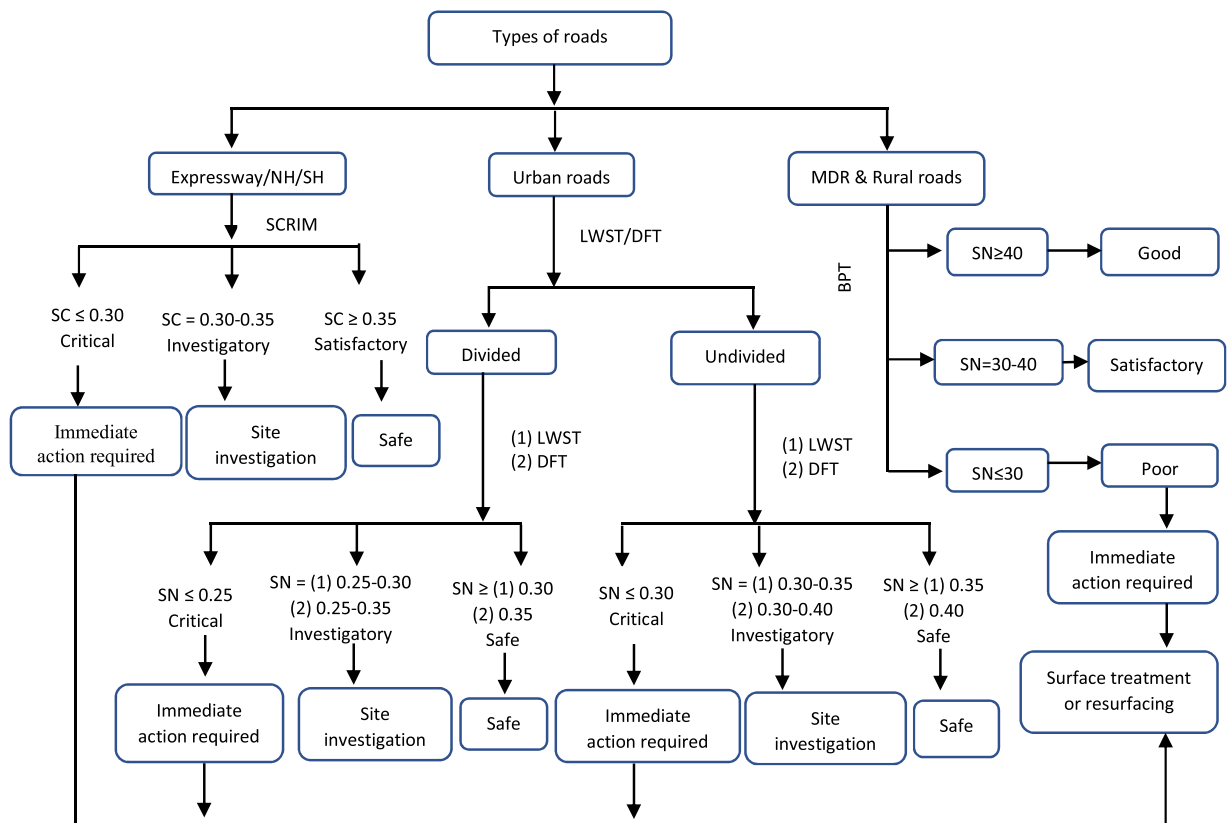 Types of roads
Expressway/NH/SH
Urban roads
MDR & Rural roads
SCRIM
LWST/DFT
BPT
SN≥40
Good
SC ≤ 0.30
Critical
SC = 0.30-0.35
Investigatory
SC ≥ 0.35
Satisfactory
Divided
Undivided
SN=30-40
Satisfactory
Immediate
action required
Site
investigation
Safe
(1) LWST
(2) DFT
(1) LWST
(2) DFT
SN≤30
Poor
SN ≤ 0.25
Critical
SN = (1) 0.25-0.30
(2) 0.25-0.35
Investigatory
SN ≥ (1) 0.30
(2) 0.35
Safe
SN ≤ 0.30
Critical
SN = (1) 0.30-0.35
(2) 0.30-0.40
Investigatory
SN ≥ (1) 0.35
(2) 0.40
Safe
Immediate
action required
Immediate
action required
Site
investigation
Safe
Immediate
action required
Site
investigation
Safe
Surface treatment
or resurfacing